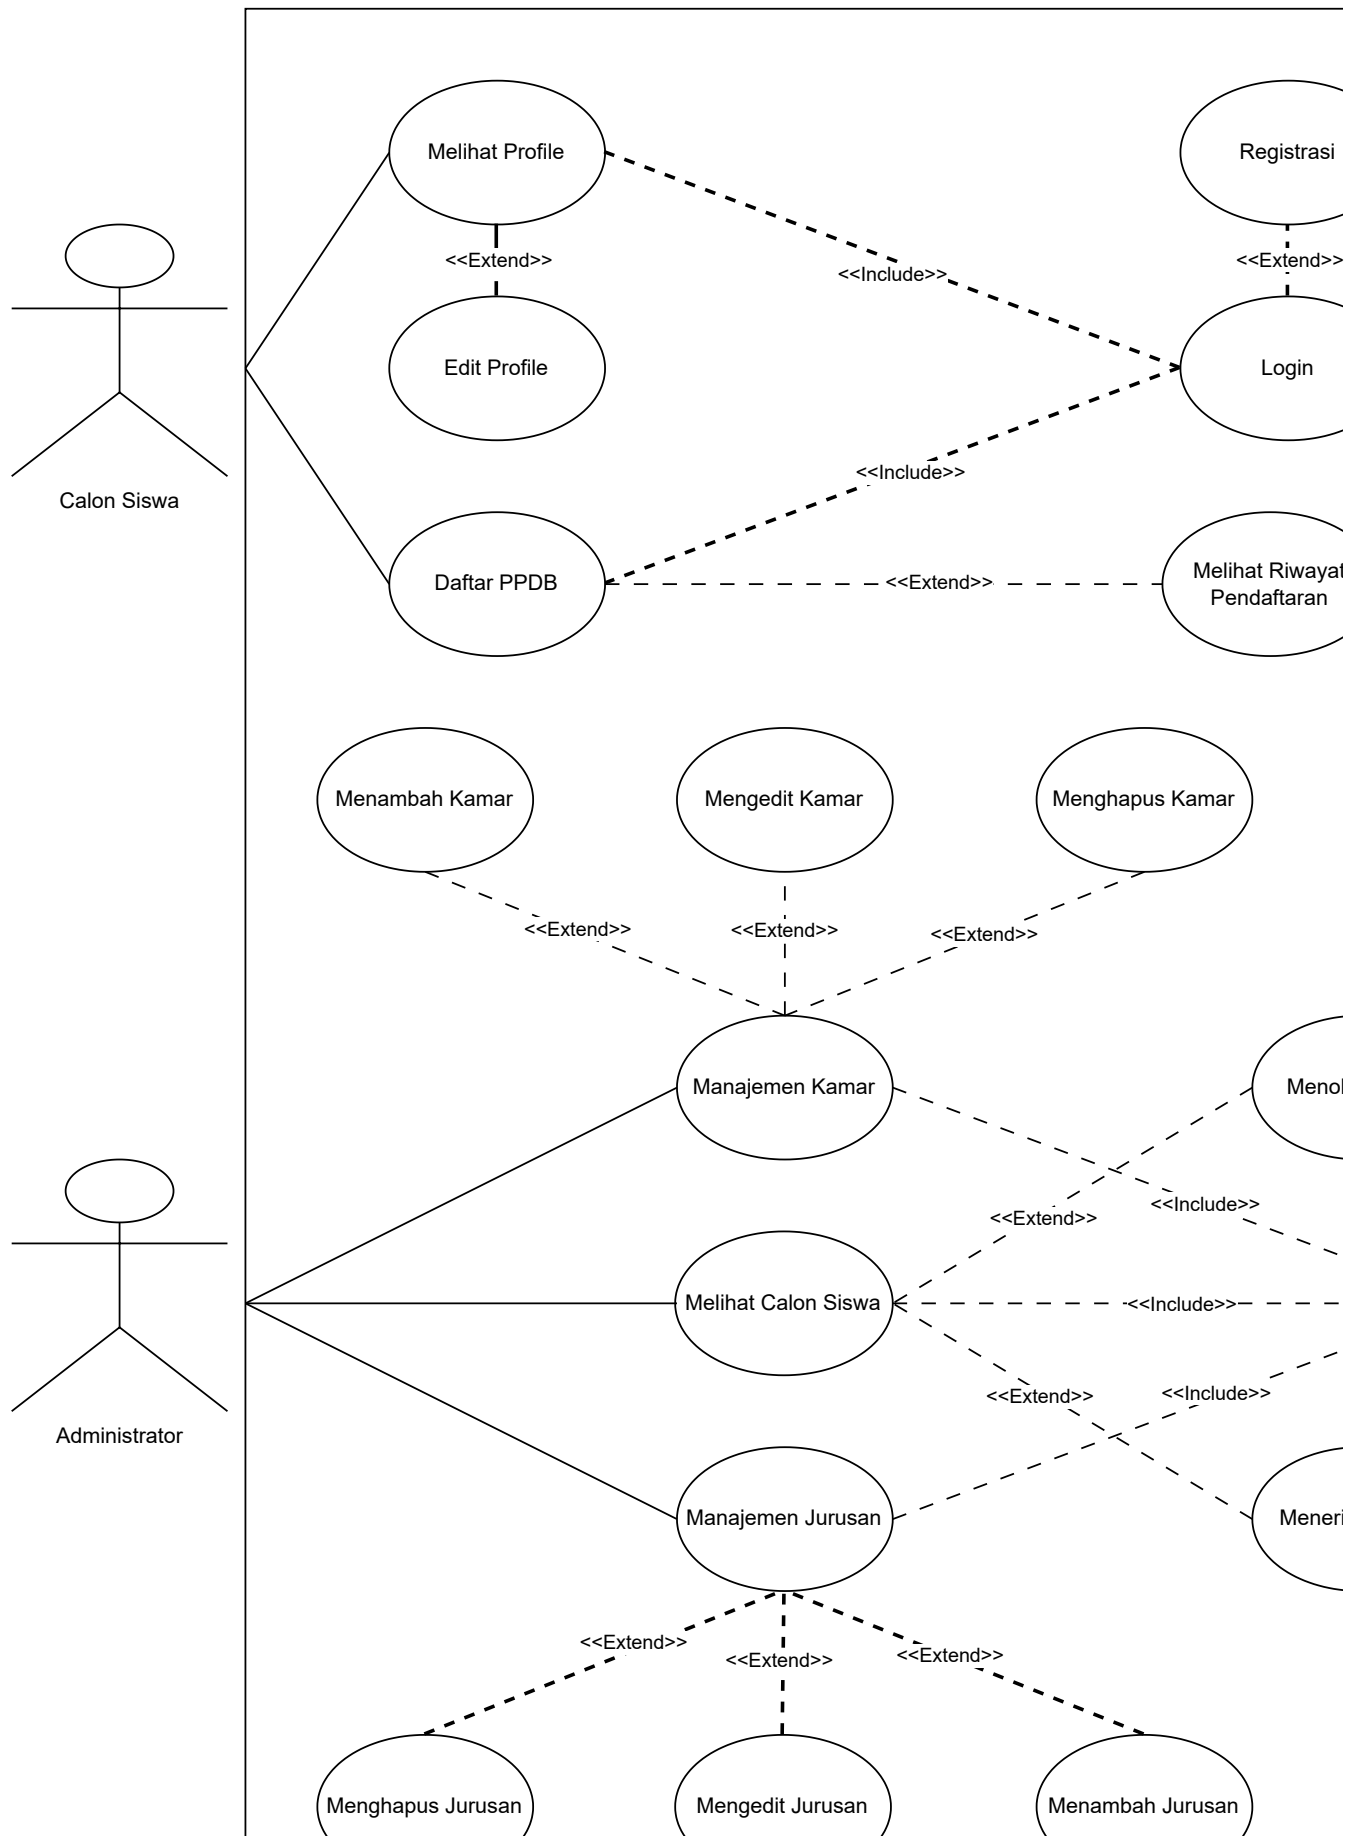 Melihat Profile
Registrasi
<<Extend>>
<<Include>>
<<Extend>>
Edit Profile
Login
<<Include>>
Calon Siswa
Daftar PPDB
<<Extend>>
Melihat Riwayat
Pendaftaran
Menambah Kamar
Mengedit Kamar
Menghapus Kamar
<<Extend>>
<<Extend>>
<<Extend>>
Manajemen Kamar
<<Include>>
<<Extend>>
Melihat Calon Siswa
<<Include>>
<<Extend>>
<<Include>>
Administrator
Manajemen Jurusan
<<Extend>>
<<Extend>>
<<Extend>>
Menghapus Jurusan
Mengedit Jurusan
Menambah Jurusan